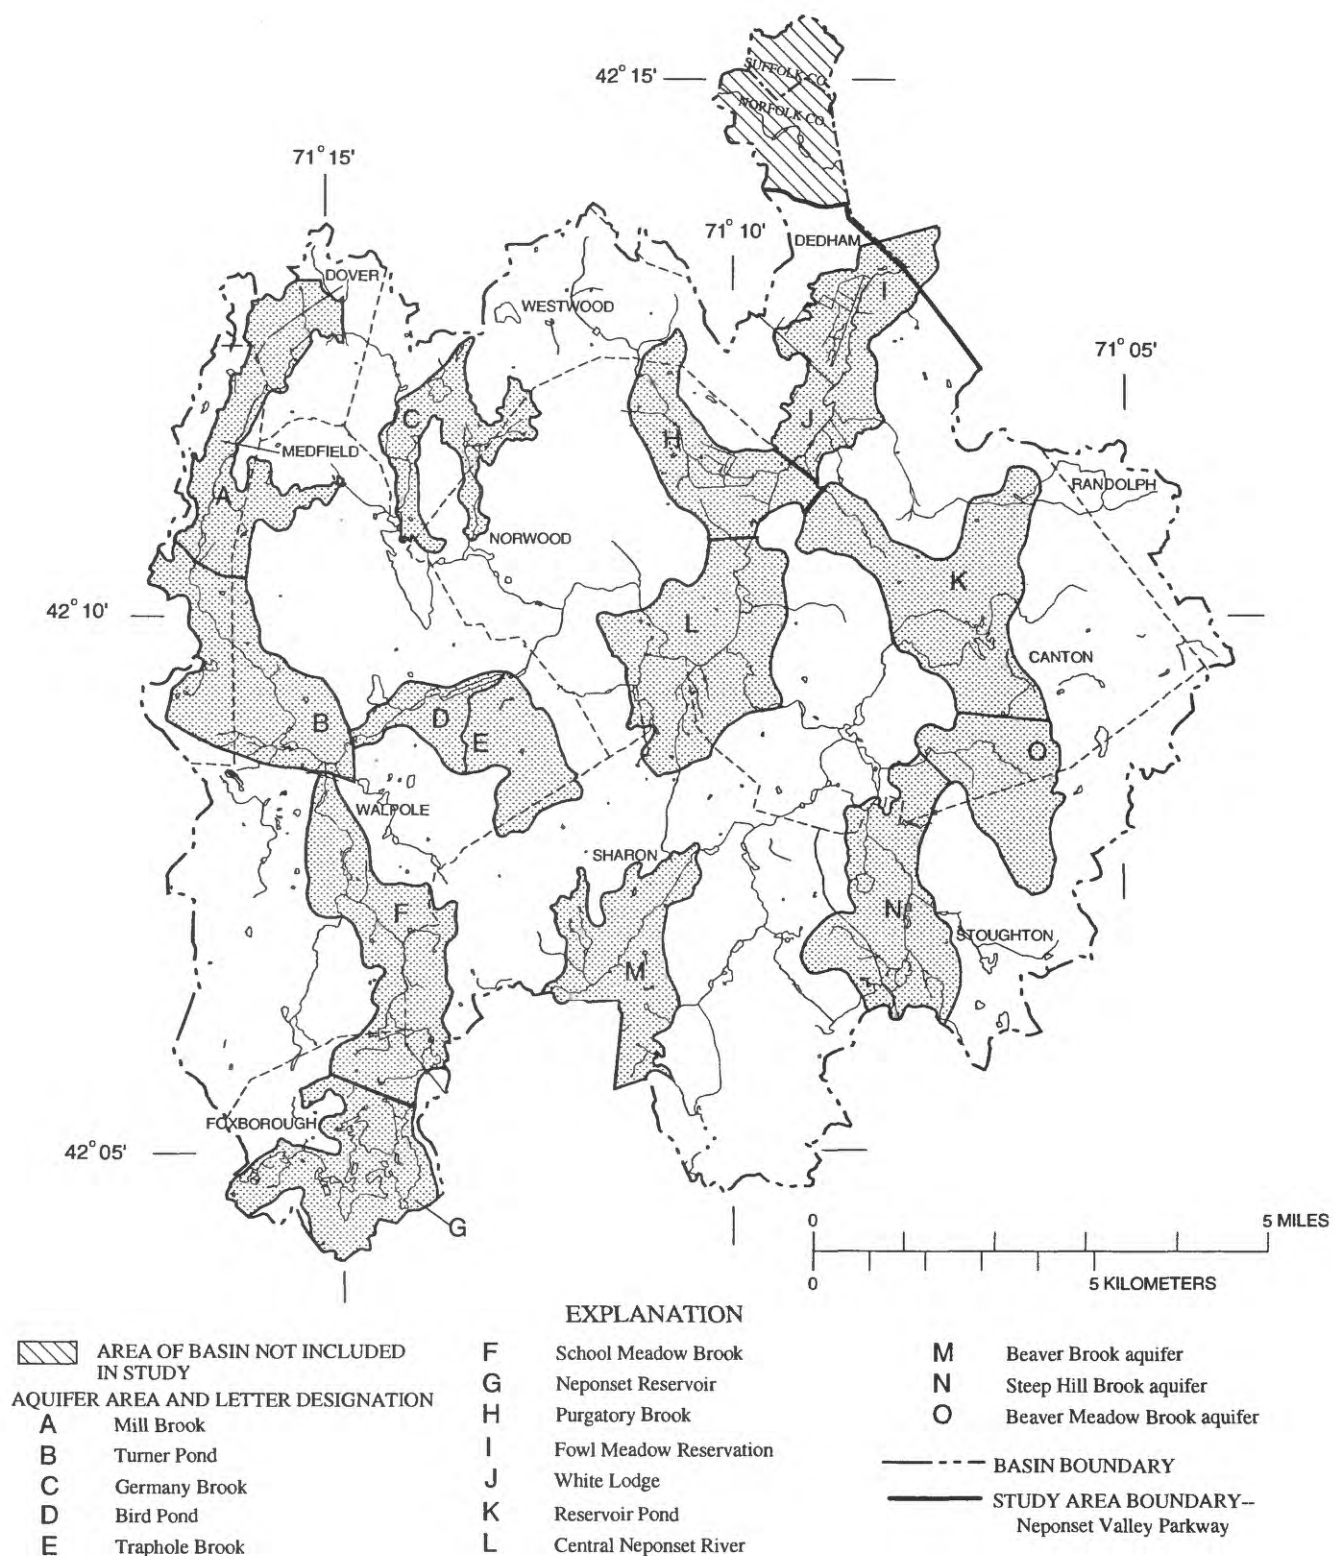 SUFFOLK CO.
42° 15'
NORFOLK CO.
71° 15'
71° 10'
DEDHAM
DOVER
I
WESTWOOD
71° 05'
C
J
H
MEDFIELD
RANDOLPH
A
NORWOOD
K
42° 10'
L
CANTON
B
D
E
O
WALPOLE
SHARON
F
N
STOUGHTON
M
FOXBOROUGH
42° 05'
G
0 5 MILES
0 5 KILOMETERS
EXPLANATION
AREA OF BASIN NOT INCLUDED
IN STUDY
AQUIFER AREA AND LETTER DESIGNATION
A Mill Brook
B Turner Pond
C Germany Brook
D Bird Pond
E Traphole Brook
F School Meadow Brook
G Neponset Reservoir
H Purgatory Brook
I Fowl Meadow Reservation
J White Lodge
K Reservoir Pond
L Central Neponset River
M Beaver Brook aquifer
N Steep Hill Brook aquifer
O Beaver Meadow Brook aquifer
BASIN BOUNDARY
STUDY AREA BOUNDARY--
Neponset Valley Parkway